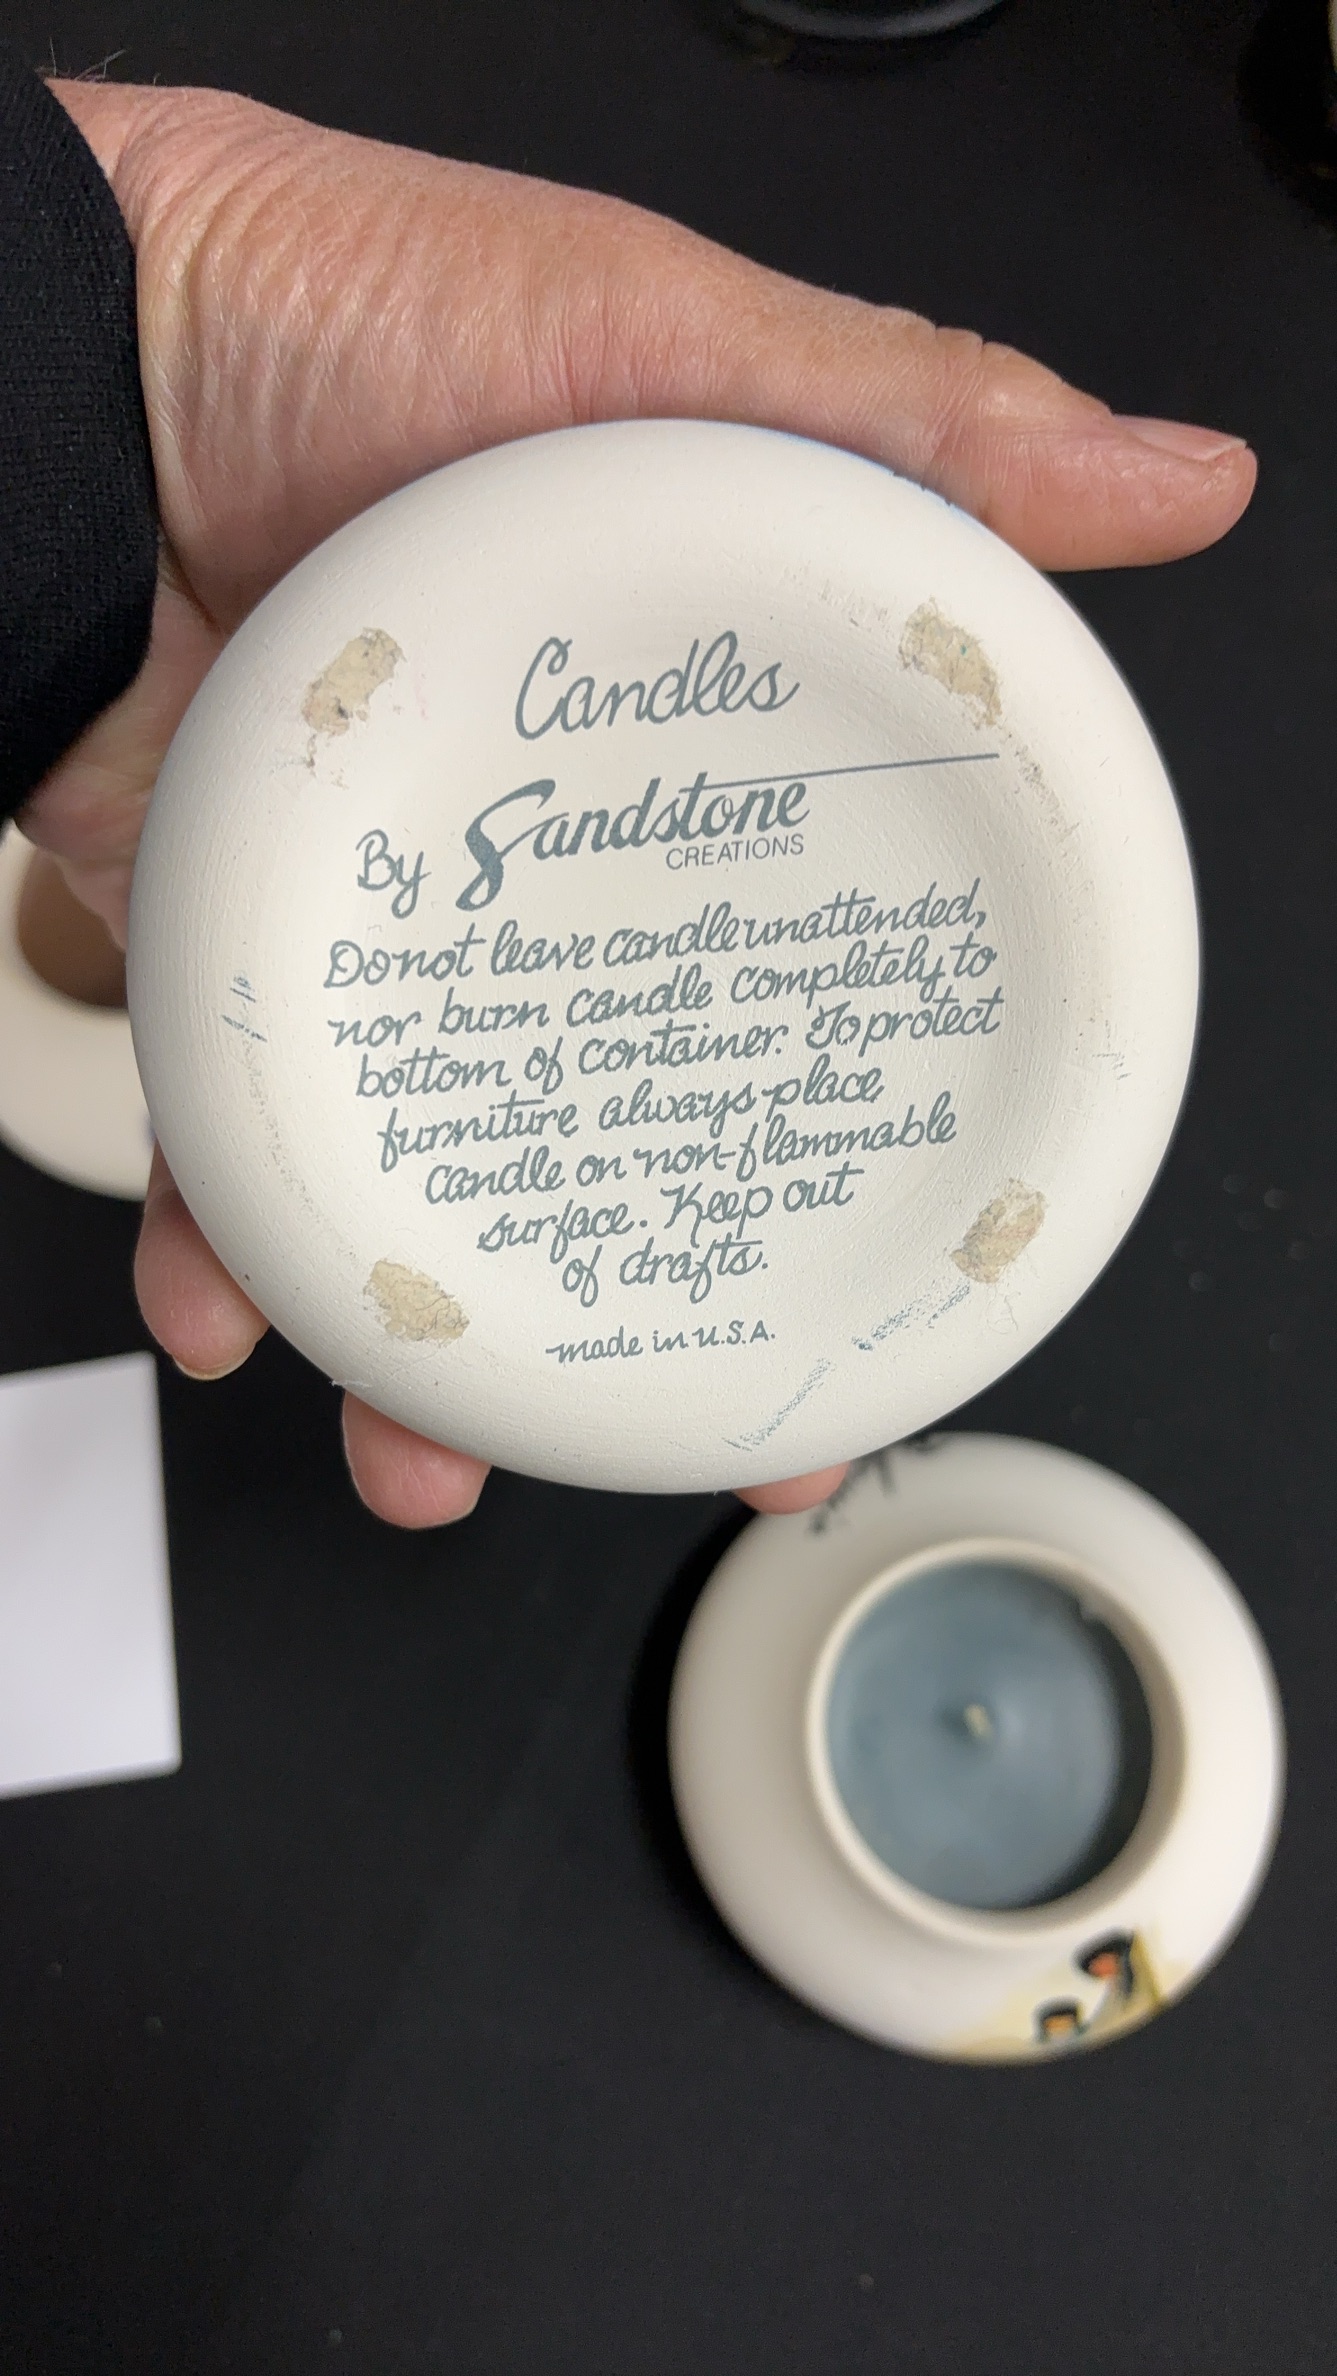 Candles
By Sandstone
CREATIONS
Do not leave candle unattended,
nor burn candle completely to
bottom of container. To protect
furniture always place
candle on non-flammable
surface. Keep out
of drafts.
made in U.S.A.